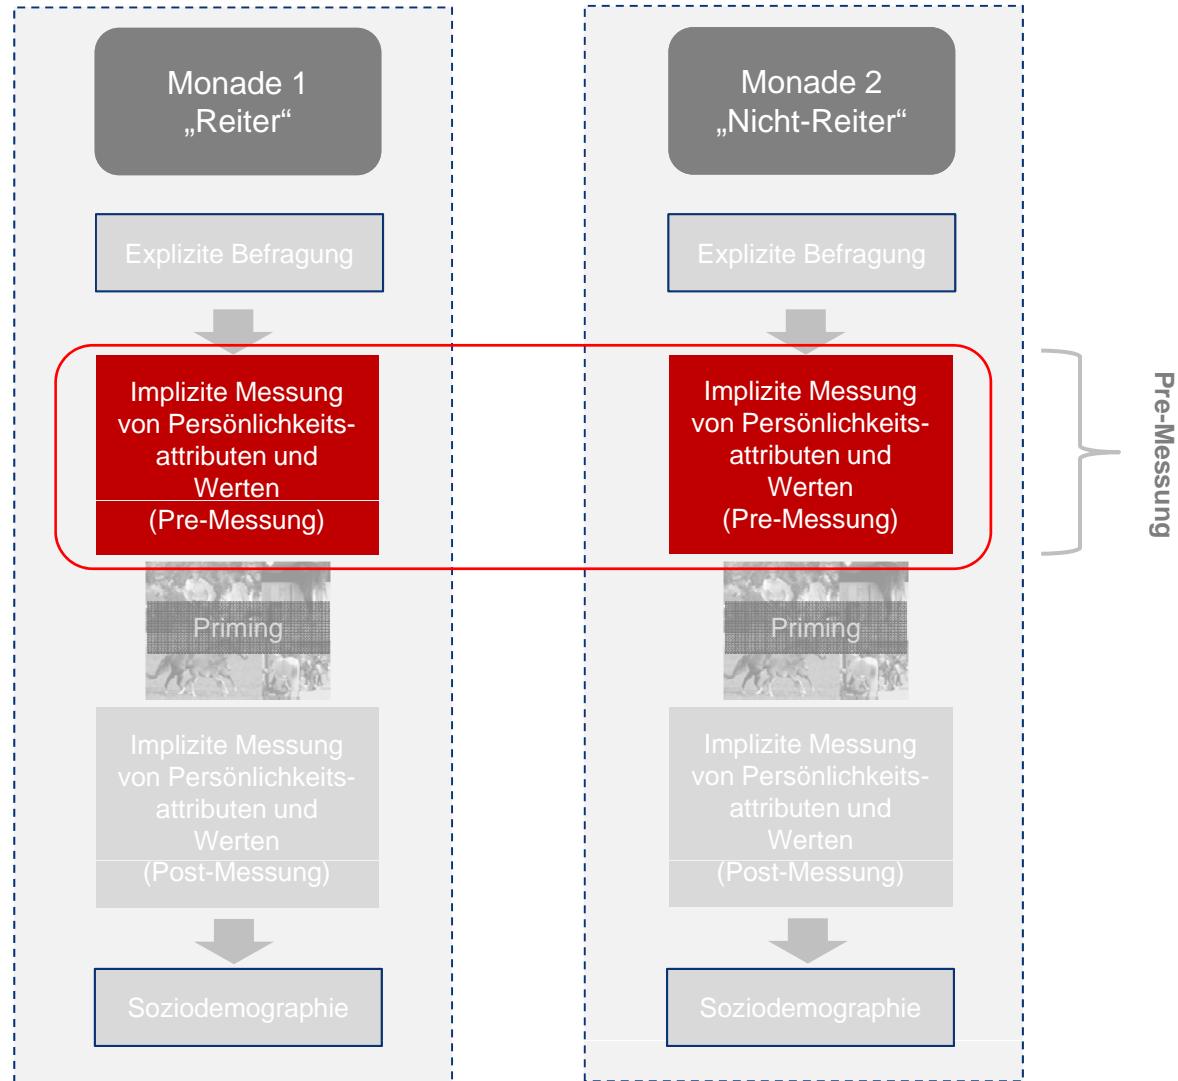 Monade 1
„Reiter“
Explizite Befragung
Implizite Messung
von Persönlichkeits-
attributen und
Werten
(Pre-Messung)
Priming
Implizite Messung
von Persönlichkeits-
attributen und
Werten
(Post-Messung)
Soziodemographie
Monade 2
„Nicht-Reiter“
Explizite Befragung
Implizite Messung
von Persönlichkeits-
attributen und
Werten
(Pre-Messung)
Priming
Implizite Messung
von Persönlichkeits-
attributen und
Werten
(Post-Messung)
Soziodemographie
Pre-Messung